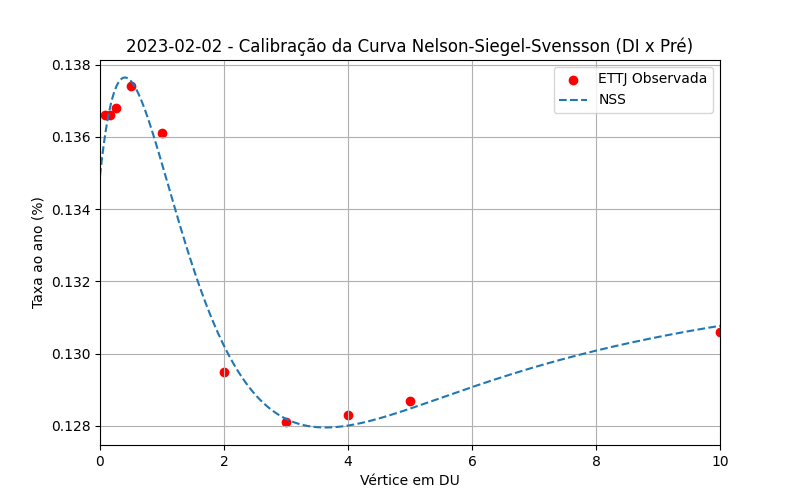 2023-02-02 - Calibração da Curva Nelson-Siegel-Svensson (DI x Pré)
ETTJ Observada
NSS
Taxa ao ano (%)
0.138
0.136
0.134
0.132
0.130
0.128
0
2
4
6
8
10
Vértice em DU